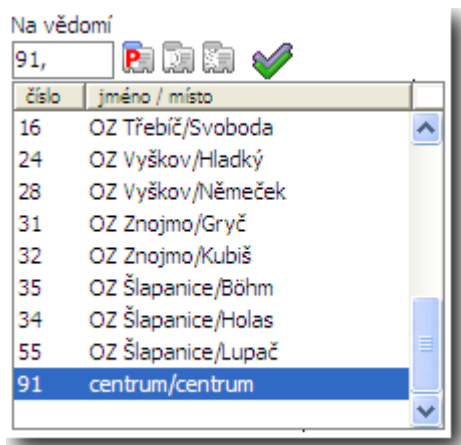 Na vědomí
91,
číslo jméno / místo
16 OZ Třebíč/Svoboda
24 OZ Vyškov/Hladký
28 OZ Vyškov/Němeček
31 OZ Znojmo/Gryč
32 OZ Znojmo/Kubiš
35 OZ Šlapanice/Böhm
34 OZ Šlapanice/Holas
55 OZ Šlapanice/Lupač
91 centrum/centrum